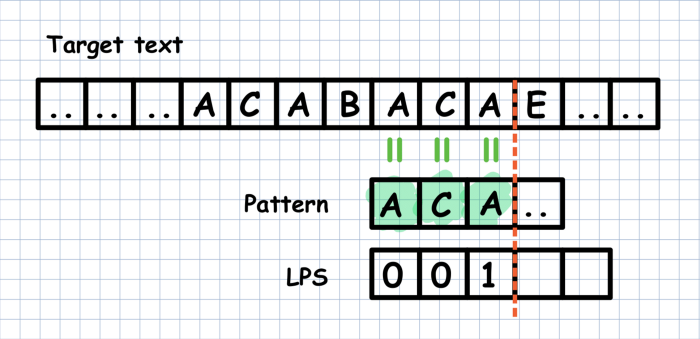 Target text
.. .. .. A C A B A C A E .. ..
Pattern A C A ..
LPS 0 0 1